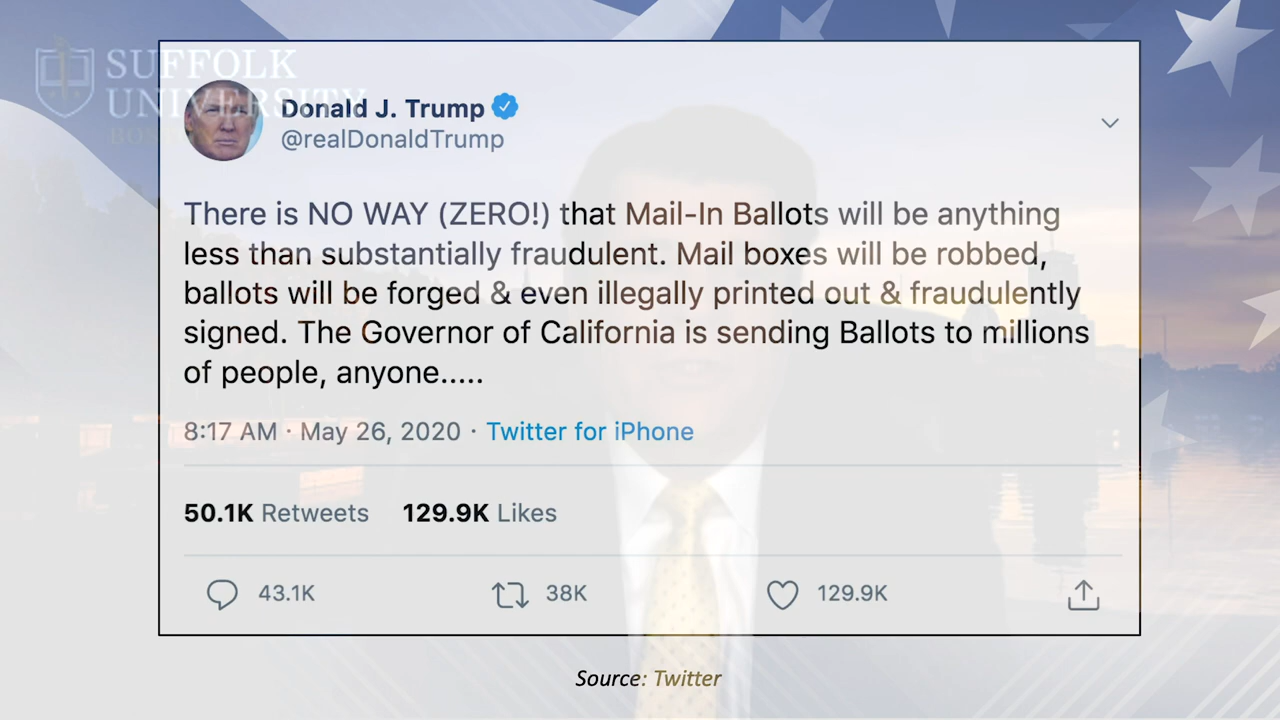 SUFFOLK
UNIVERSITY
BOSTON
Donald J. Trump
@realDonaldTrump
There is NO WAY (ZERO!) that Mail-In Ballots will be anything
less than substantially fraudulent. Mail boxes will be robbed,
ballots will be forged & even illegally printed out & fraudulently
signed. The Governor of California is sending Ballots to millions
of people, anyone.....
8:17 AM · May 26, 2020 · Twitter for iPhone
50.1K Retweets 129.9K Likes
43.1K 38K 129.9K
Source: Twitter